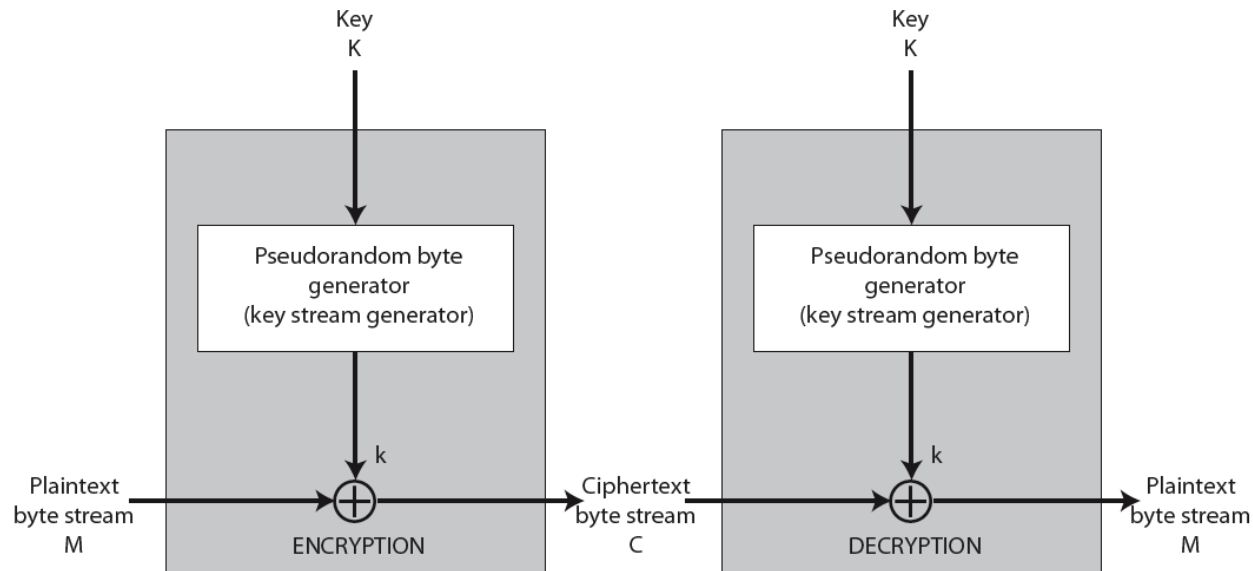 Key
K
Key
K
Pseudorandom byte
generator
(key stream generator)
Pseudorandom byte
generator
(key stream generator)
k
k
Plaintext
byte stream
M
ENCRYPTION
Ciphertext
byte stream
C
DECRYPTION
Plaintext
byte stream
M